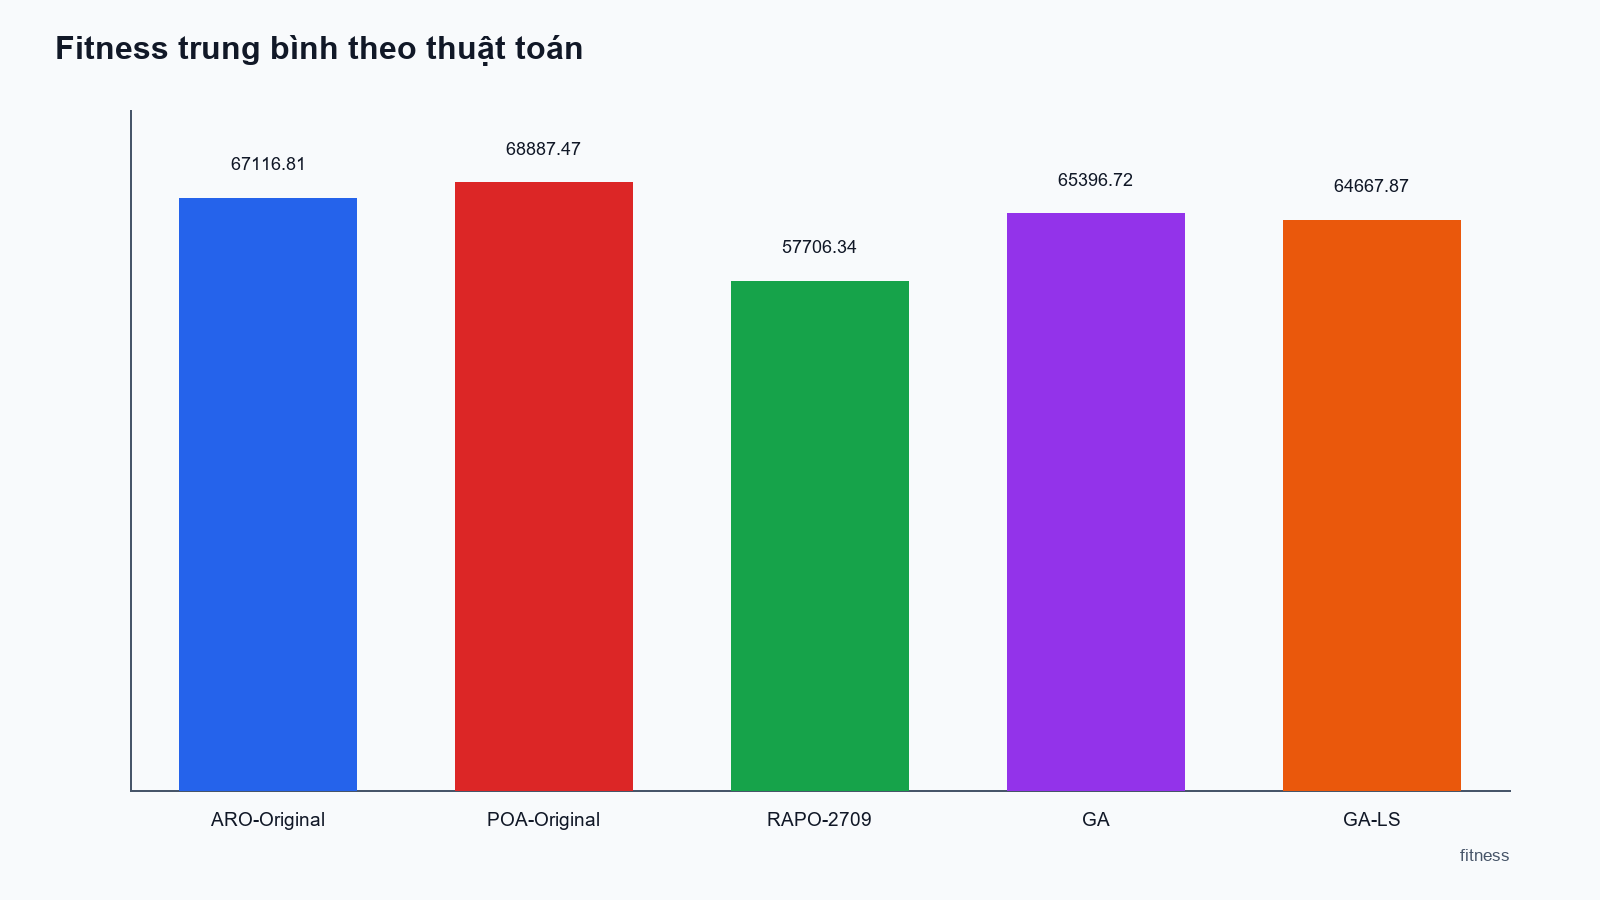 Fitness trung bình theo thuật toán
67116.81
68887.47
57706.34
65396.72
64667.87
ARO-Original
POA-Original
RAPO-2709
GA
GA-LS
fitness